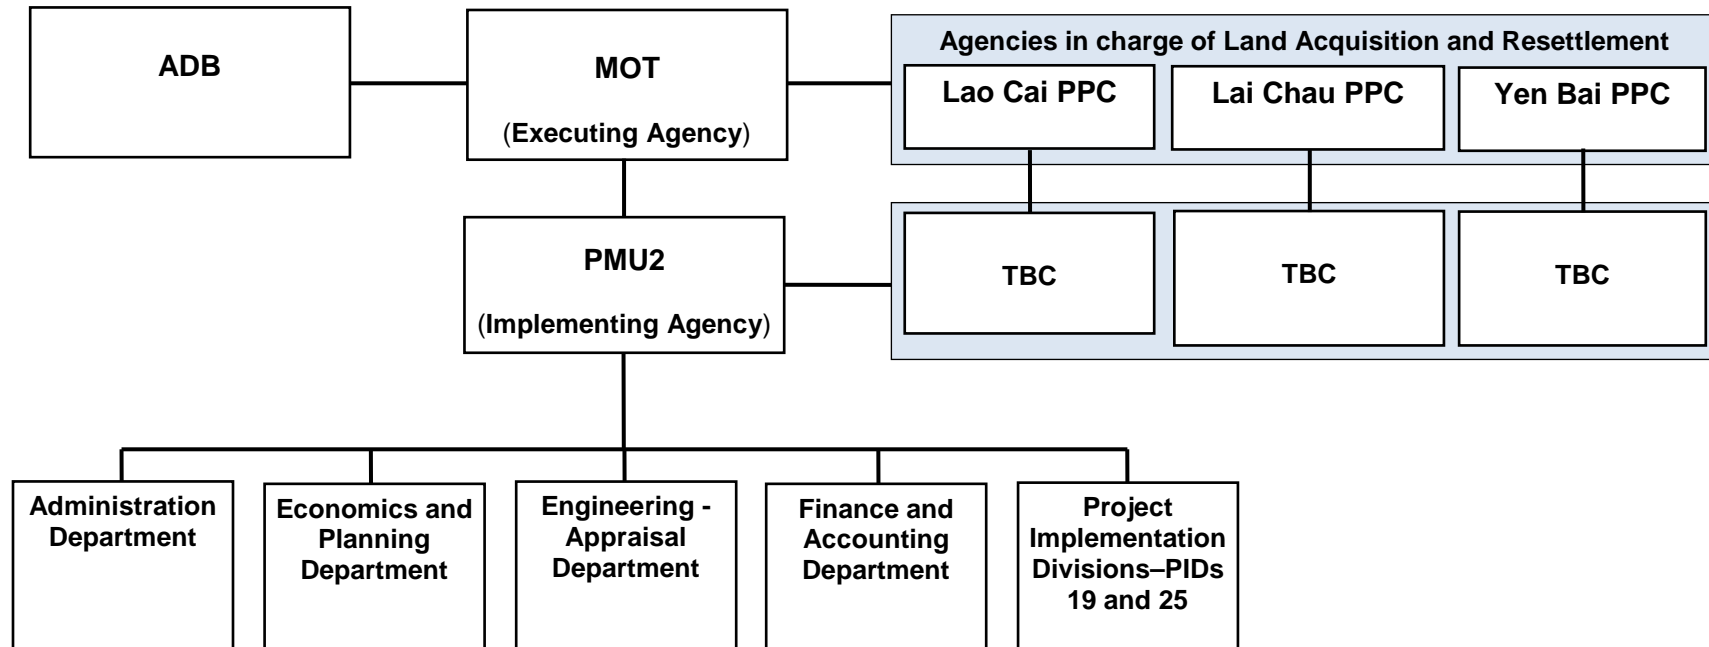 ADB
MOT
(Executing Agency)
Agencies in charge of Land Acquisition and Resettlement
Lao Cai PPC
Lai Chau PPC
Yen Bai PPC
PMU2
(Implementing Agency)
TBC
TBC
TBC
Administration
Department
Economics and
Planning
Department
Engineering -
Appraisal
Department
Finance and
Accounting
Department
Project
Implementation
Divisions–PIDs
19 and 25